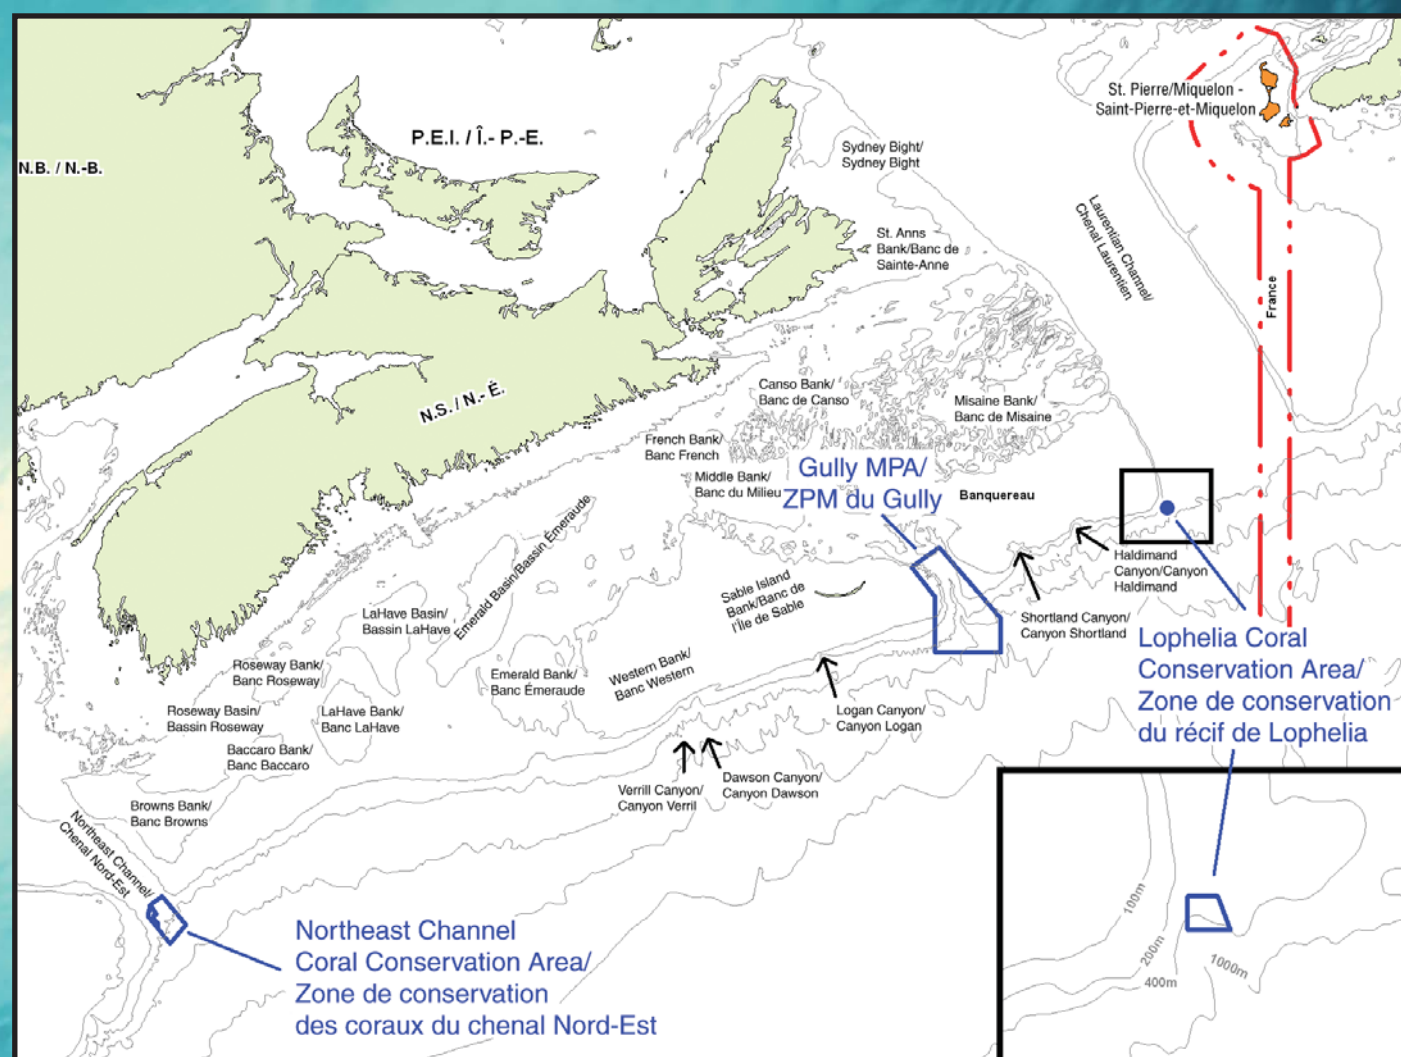 St. Pierre/Miquelon -
Saint-Pierre-et-Miquelon
P.E.I. / Î.- P.-E.
N.B. / N.-B.
Sydney Bight/
Sydney Bight
Laurentian Channel/
Chenal Laurentien
St. Anns
Bank/Banc de
Sainte-Anne
France
N.S. / N.- É.
Canso Bank/
Banc de Canso
Misaine Bank/
Banc de Misaine
French Bank/
Banc French
Middle Bank/
Banc du Milieu
Gully MPA/
ZPM du Gully
Banquereau
Haldimand
Canyon/Canyon
Haldimand
Shortland Canyon/
Canyon Shortland
Sable Island
Bank/Banc de
l'Île de Sable
Emerald Basin/Bassin Émeraude
LaHave Basin/
Bassin LaHave
Lophelia Coral
Conservation Area/
Zone de conservation
du récif de Lophelia
Roseway Bank/
Banc Roseway
Emerald Bank/
Banc Émeraude
Western Bank/
Banc Western
Roseway Basin/
Bassin Roseway
LaHave Bank/
Banc LaHave
Logan Canyon/
Canyon Logan
Baccaro Bank/
Banc Baccaro
Verrill Canyon/
Canyon Verril
Dawson Canyon/
Canyon Dawson
Browns Bank/
Banc Browns
Northeast Channel/
Chenal Nord-Est
Northeast Channel
Coral Conservation Area/
Zone de conservation
des coraux du chenal Nord-Est
100m
200m
400m
1000m